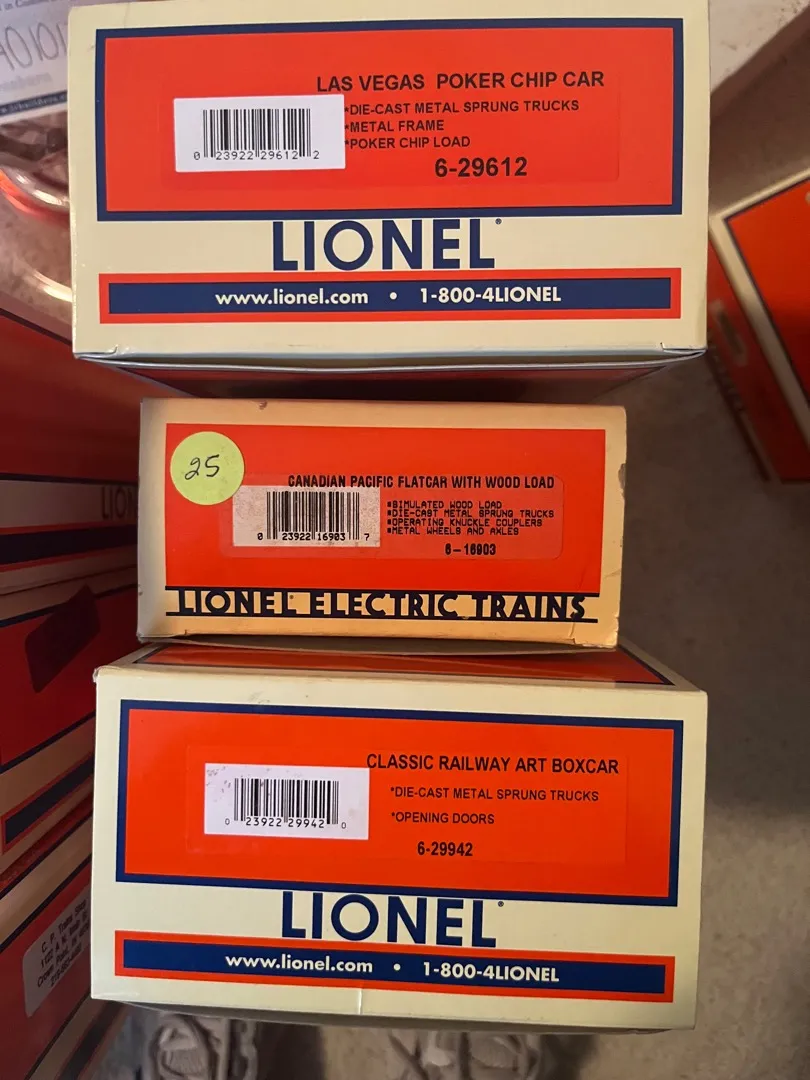 LAS VEGAS POKER CHIP CAR
*DIE-CAST METAL SPRUNG TRUCKS
*METAL FRAME
*POKER CHIP LOAD
6-29612
0 23922 29612 2
LIONEL
www.lionel.com • 1-800-4LIONEL
25
CANADIAN PACIFIC FLATCAR WITH WOOD LOAD
*SIMULATED WOOD LOAD
*DIE-CAST METAL SPRUNG TRUCKS
*OPERATING KNUCKLE COUPLERS
*METAL WHEELS AND AXLES
6-16903
0 23922 16903 7
LIONEL ELECTRIC TRAINS
CLASSIC RAILWAY ART BOXCAR
*DIE-CAST METAL SPRUNG TRUCKS
*OPENING DOORS
6-29942
0 23922 29942 0
LIONEL
www.lionel.com • 1-800-4LIONEL
LION